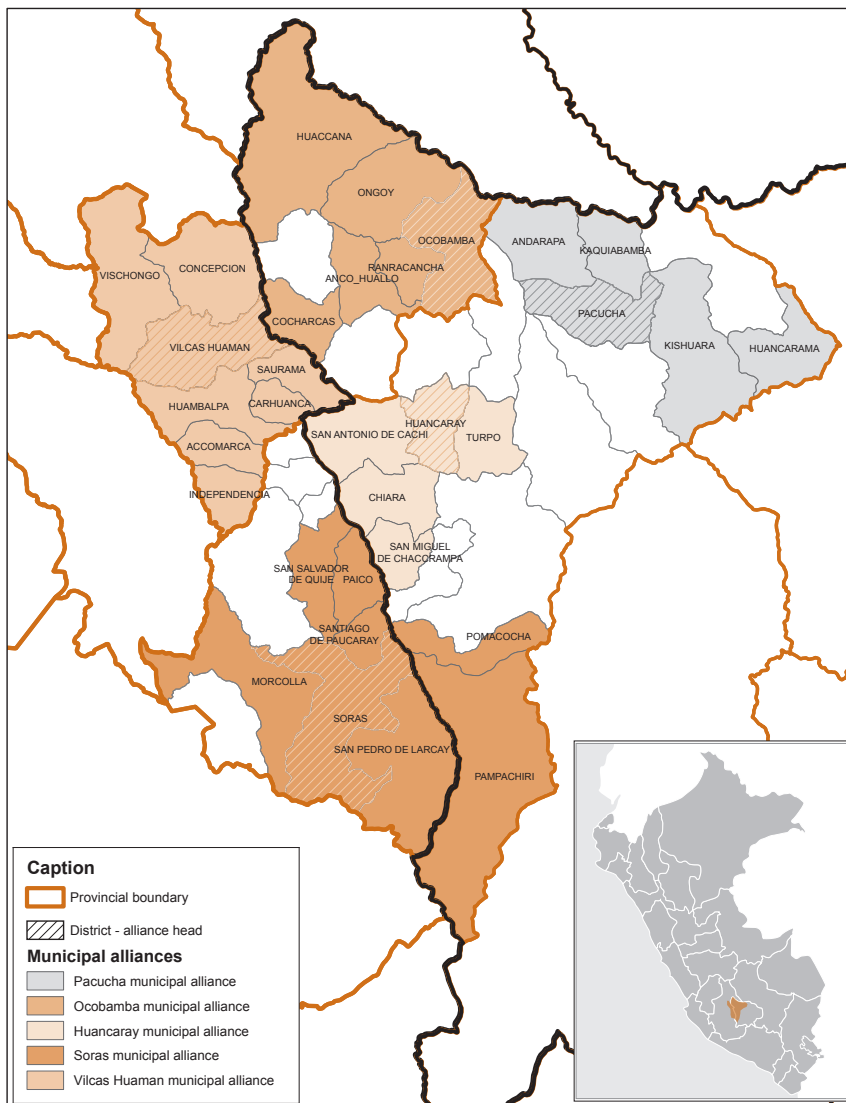 HUACCANA
ONGOY
OCOBAMBA
ANDARAPA
KAQUIABAMBA
VISCHONGO
CONCEPCION
RANRACANCHA
ANCO_HUALLO
PACUCHA
COCHARCAS
VILCAS HUAMAN
KISHUARA
HUANCARAMA
SAURAMA
HUAMBALPA
CARHUANCA
HUANCARAY
SAN ANTONIO DE CACHI
TURPO
ACCOMARCA
INDEPENDENCIA
CHIARA
SAN MIGUEL
DE CHACCRAMPA
SAN SALVADOR
DE QUIJE
PAICO
SANTIAGO
DE PAUCARAY
POMACOCHA
MORCOLLA
SORAS
SAN PEDRO DE LARCAY
PAMPACHIRI
Caption
Provincial boundary
District - alliance head
Municipal alliances
Pacucha municipal alliance
Ocobamba municipal alliance
Huancaray municipal alliance
Soras municipal alliance
Vilcas Huaman municipal alliance